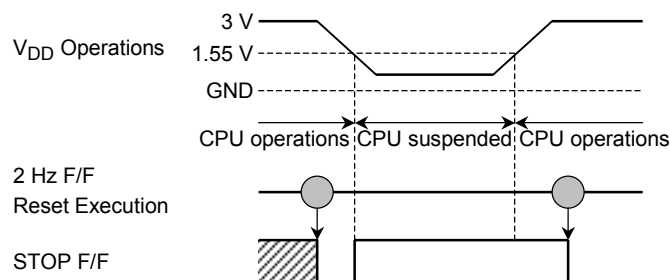 3 V
V_DD Operations
1.55 V
GND
CPU operations CPU suspended CPU operations
2 Hz F/F
Reset Execution
STOP F/F